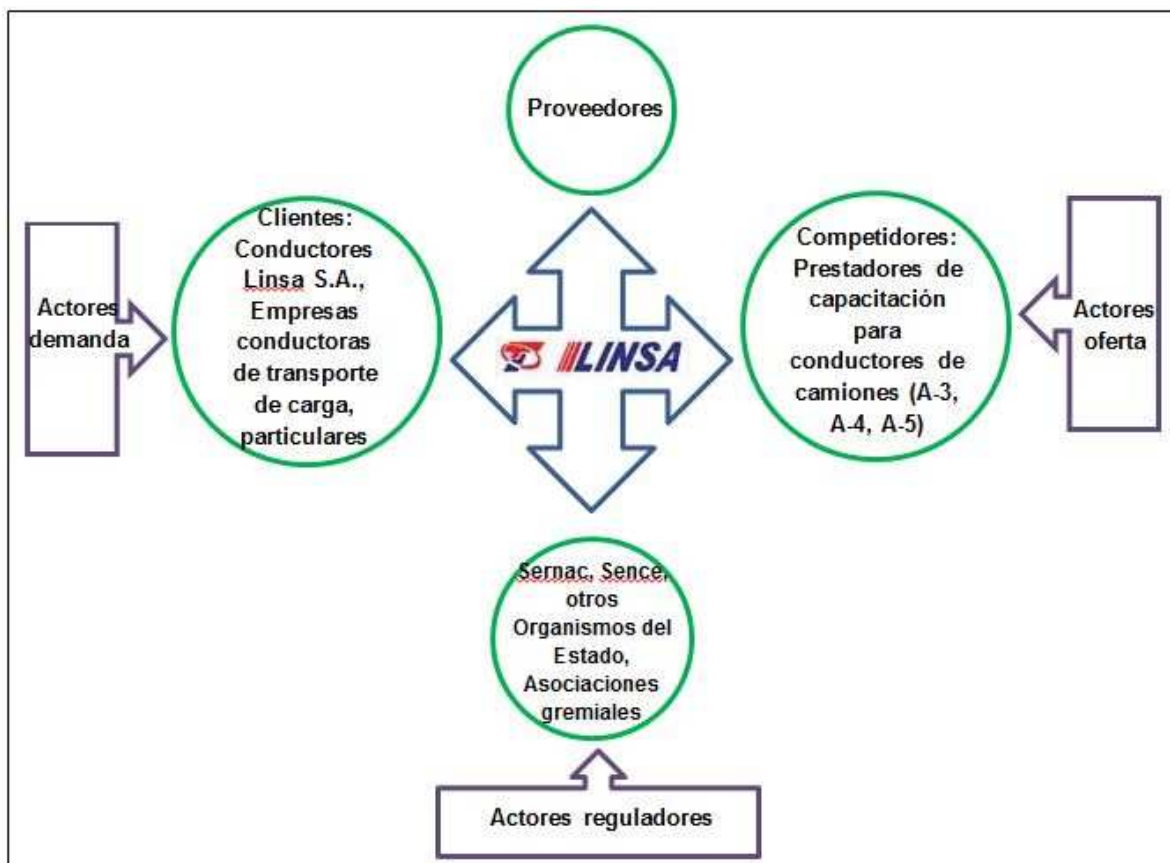 Proveedores
Actores
demanda
Clientes:
Conductores
Linsa S.A.,
Empresas
conductoras
de transporte
de carga,
particulares
LINSA
Competidores:
Prestadores de
capacitación
para
conductores de
camiones (A-3,
A-4, A-5)
Actores
oferta
Sernac, Sence,
otros
Organismos del
Estado,
Asociaciones
gremiales
Actores reguladores